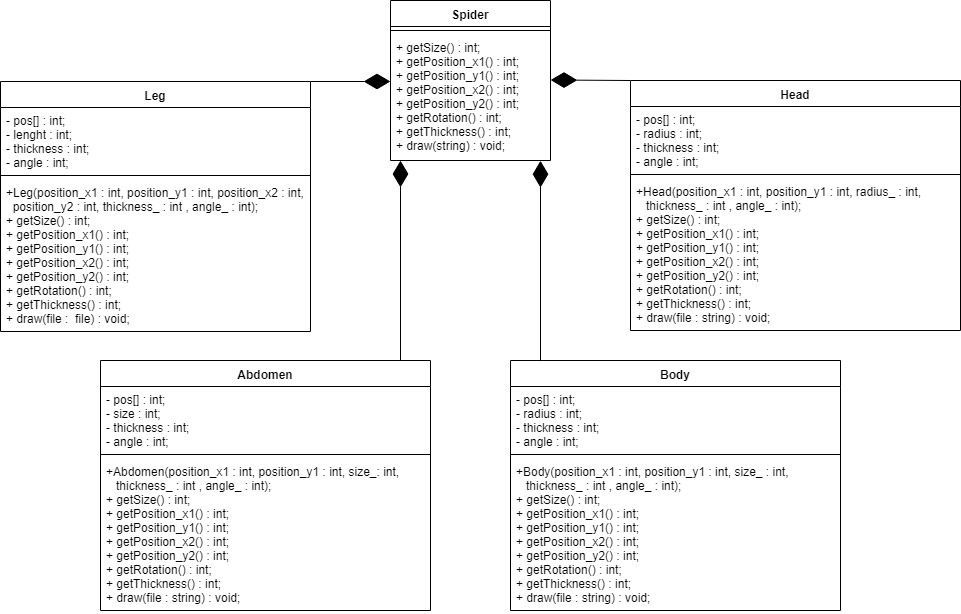 Spider
+ getSize() : int;
+ getPosition_x1() : int;
+ getPosition_y1() : int;
+ getPosition_x2() : int;
+ getPosition_y2() : int;
+ getRotation() : int;
+ getThickness() : int;
+ draw(string) : void;
Leg
- pos[] : int;
- lenght : int;
- thickness : int;
- angle : int;
+Leg(position_x1 : int, position_y1 : int, position_x2 : int,
position_y2 : int, thickness_ : int , angle_ : int);
+ getSize() : int;
+ getPosition_x1() : int;
+ getPosition_y1() : int;
+ getPosition_x2() : int;
+ getPosition_y2() : int;
+ getRotation() : int;
+ getThickness() : int;
+ draw(file : file) : void;
Head
- pos[] : int;
- radius : int;
- thickness : int;
- angle : int;
+Head(position_x1 : int, position_y1 : int, radius_ : int,
thickness_ : int , angle_ : int);
+ getSize() : int;
+ getPosition_x1() : int;
+ getPosition_y1() : int;
+ getPosition_x2() : int;
+ getPosition_y2() : int;
+ getRotation() : int;
+ getThickness() : int;
+ draw(file : string) : void;
Abdomen
- pos[] : int;
- size : int;
- thickness : int;
- angle : int;
+Abdomen(position_x1 : int, position_y1 : int, size_: int,
thickness_ : int , angle_ : int);
+ getSize() : int;
+ getPosition_x1() : int;
+ getPosition_y1() : int;
+ getPosition_x2() : int;
+ getPosition_y2() : int;
+ getRotation() : int;
+ getThickness() : int;
+ draw(file : string) : void;
Body
- pos[] : int;
- radius : int;
- thickness : int;
- angle : int;
+Body(position_x1 : int, position_y1 : int, size_ : int,
thickness_ : int , angle_ : int);
+ getSize() : int;
+ getPosition_x1() : int;
+ getPosition_y1() : int;
+ getPosition_x2() : int;
+ getPosition_y2() : int;
+ getRotation() : int;
+ getThickness() : int;
+ draw(file : string) : void;